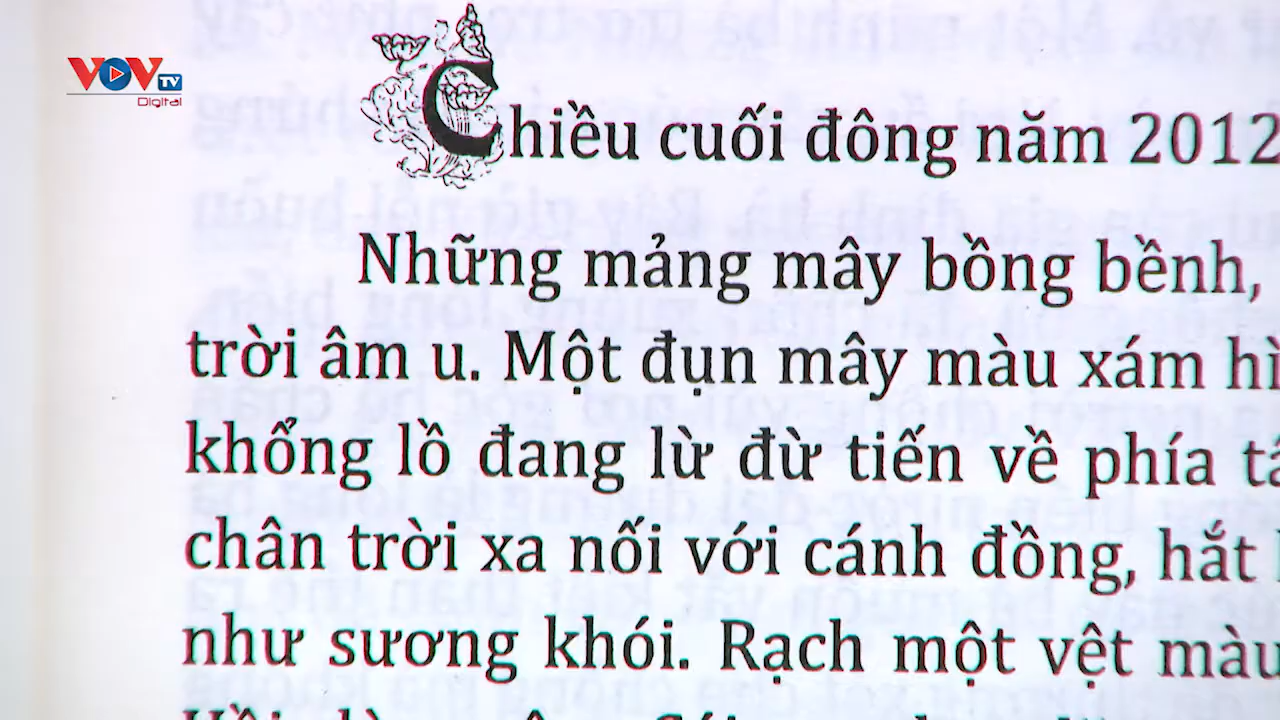 VOV TV
Digital
Chiều cuối đông năm 2012
Những mảng mây bồng bềnh,
trời âm u. Một đụn mây màu xám
khổng lồ đang lừ đừ tiến về phía
chân trời xa nối với cánh đồng, hắt
như sương khói. Rạch một vệt màu